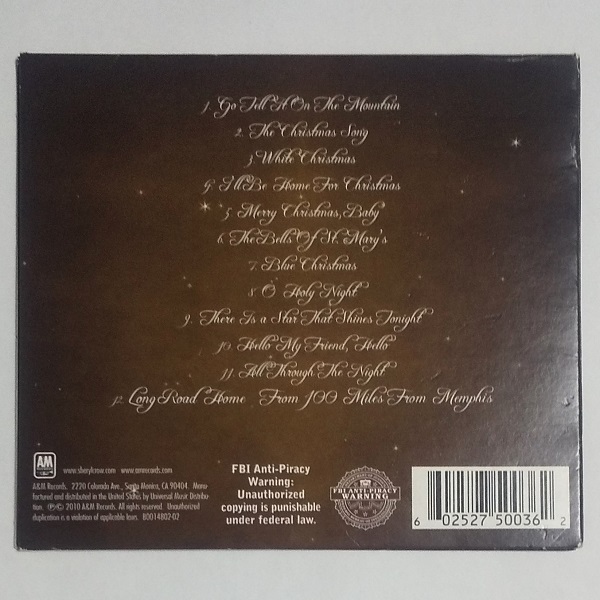 1. Go Tell It On The Mountain
2. The Christmas Song
3. White Christmas
4. I'll Be Home For Christmas
5. Merry Christmas, Baby
6. The Bells Of St. Mary's
7. Blue Christmas
8. O Holy Night
9. There Is a Star That Shines Tonight
10. Hello My Friend, Hello
11. All Through The Night
12. Long Road Home From 100 Miles From Memphis
AM
www.sherylcrow.com www.amrecords.com
A&M Records. 2220 Colorado Ave., Santa Monica, CA 90404. Manu-
factured and distributed in the United States by Universal Music Distribu-
tion. ℗© 2010 A&M Records. All rights reserved. Unauthorized
duplication is a violation of applicable laws. B0014802-02
FBI Anti-Piracy
Warning:
Unauthorized
copying is punishable
under federal law.
FBI ANTI-PIRACY
WARNING
6 02527 50036 2